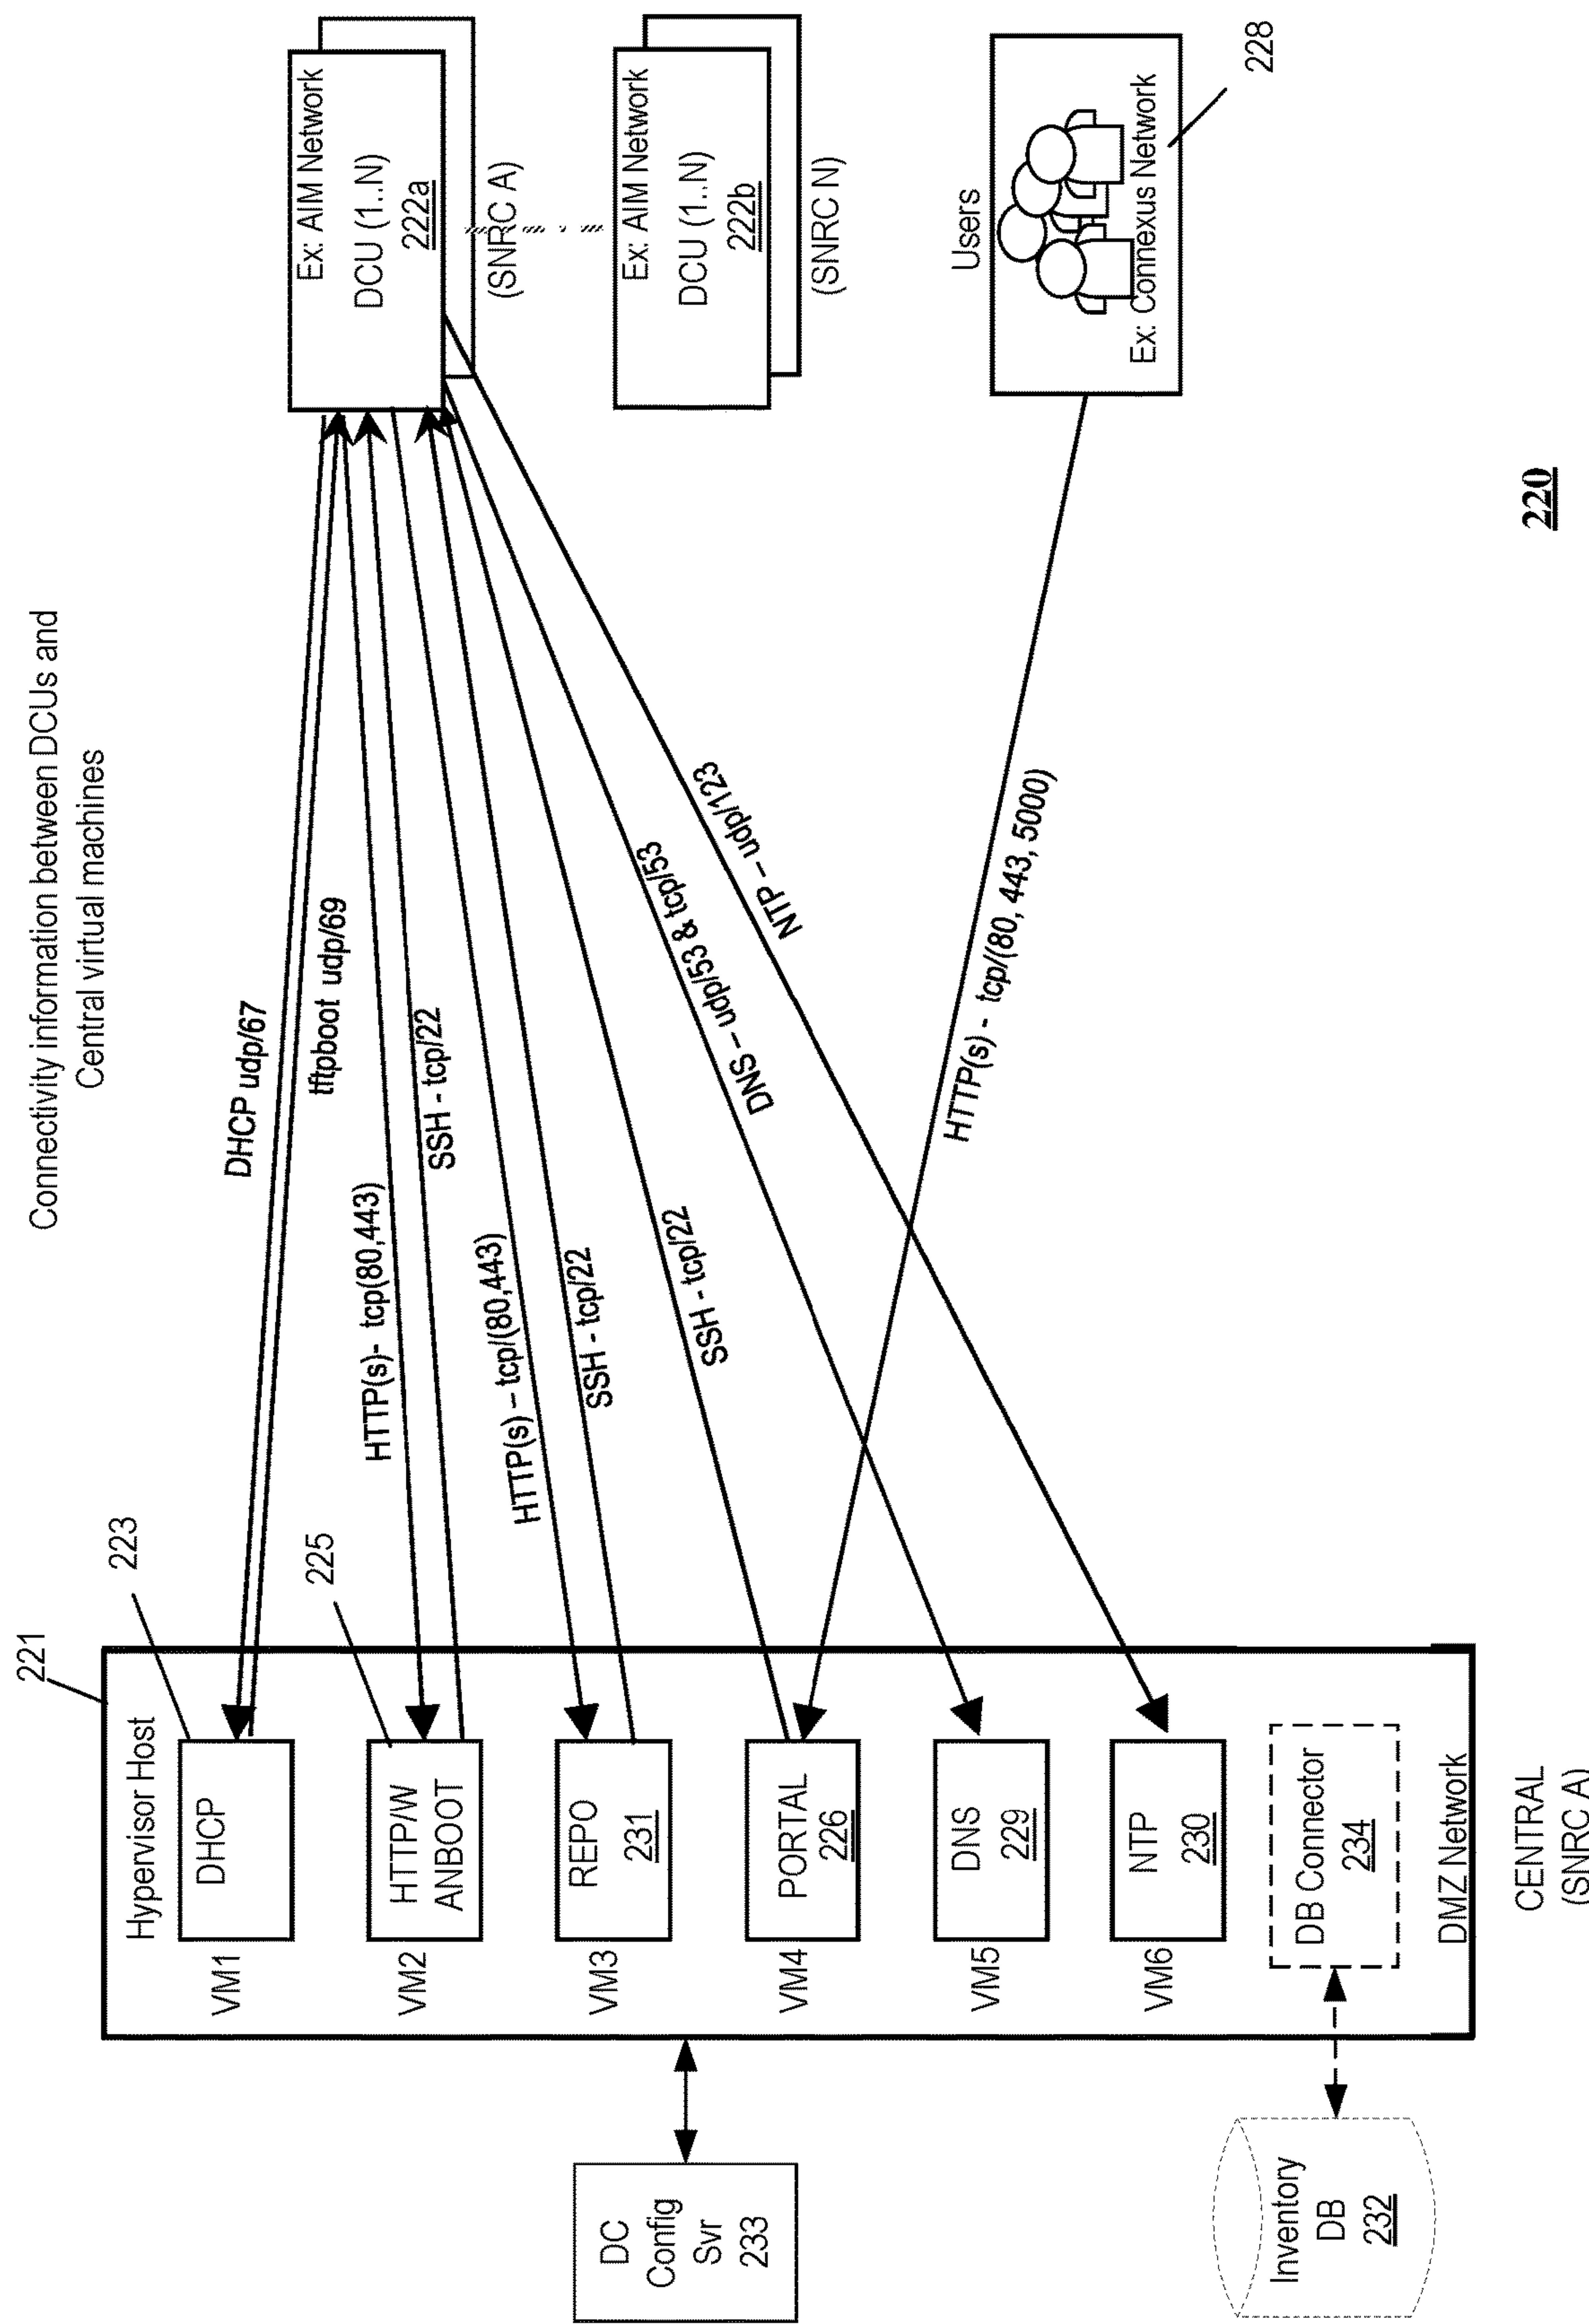 Connectivity information between DCUs and
Central virtual machines
221
223
225
Hypervisor Host
VM1
DHCP
VM2
HTTP/W
ANBOOT
VM3
REPO
231
VM4
PORTAL
226
VM5
DNS
229
VM6
NTP
230
DB Connector
234
DMZ Network
CENTRAL
(SNRC A)
DC
Config
Svr
233
Inventory
DB
232
DHCP udp/67
tftpboot udp/69
HTTP(s)- tcp(80,443)
SSH - tcp/22
HTTP(s) – tcp/(80,443)
SSH - tcp/22
SSH - tcp/22
DNS – udp/53 & tcp/53
NTP – udp/123
HTTP(s) - tcp/(80, 443, 5000)
Ex: AIM Network
DCU (1..N)
222a
(SNRC A)
Ex: AIM Network
DCU (1..N)
222b
(SNRC N)
Users
Ex: Connexus Network
228
220